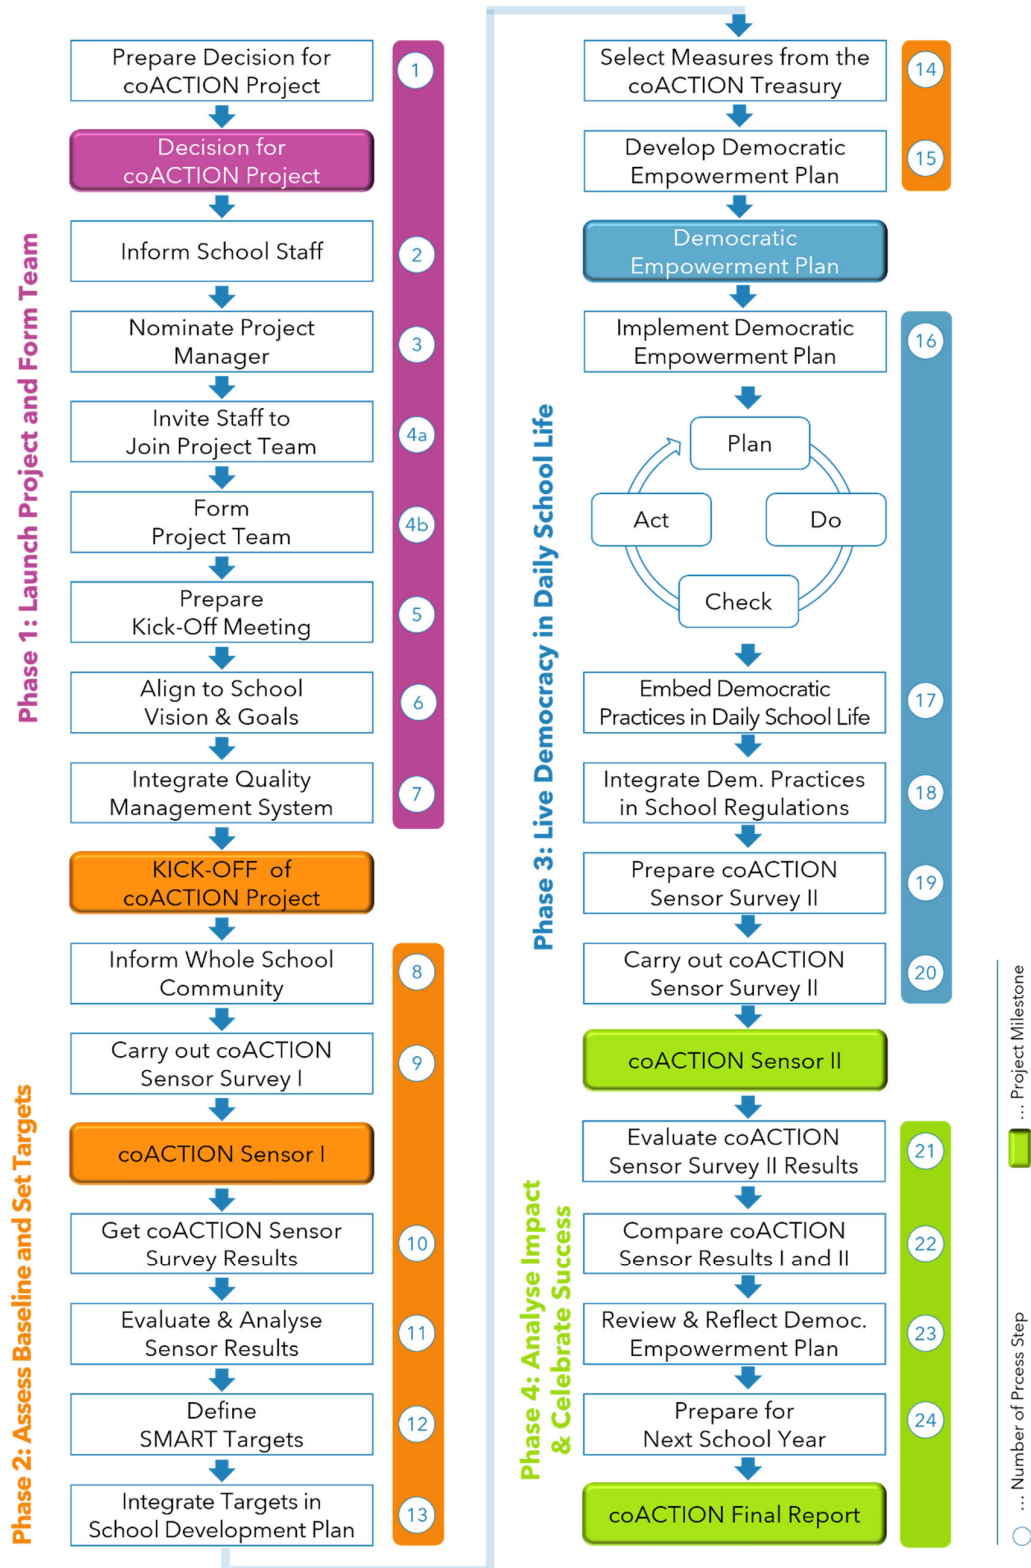 Phase 1: Launch Project and Form Team
Prepare Decision for
coACTION Project
1
Decision for
coACTION Project
Inform School Staff
2
Nominate Project
Manager
3
Invite Staff to
Join Project Team
4a
Form
Project Team
4b
Prepare
Kick-Off Meeting
5
Align to School
Vision & Goals
6
Integrate Quality
Management System
7
KICK-OFF of
coACTION Project
Phase 2: Assess Baseline and Set Targets
Inform Whole School
Community
8
Carry out coACTION
Sensor Survey I
9
coACTION Sensor I
Get coACTION Sensor
Survey Results
10
Evaluate & Analyse
Sensor Results
11
Define
SMART Targets
12
Integrate Targets in
School Development Plan
13
Select Measures from the
coACTION Treasury
14
Develop Democratic
Empowerment Plan
15
Democratic
Empowerment Plan
Phase 3: Live Democracy in Daily School Life
Implement Democratic
Empowerment Plan
16
Plan
Act
Do
Check
Embed Democratic
Practices in Daily School Life
17
Integrate Dem. Practices
in School Regulations
18
Prepare coACTION
Sensor Survey II
19
Carry out coACTION
Sensor Survey II
20
coACTION Sensor II
Phase 4: Analyse Impact
& Celebrate Success
Evaluate coACTION
Sensor Survey II Results
21
Compare coACTION
Sensor Results I and II
22
Review & Reflect Democ.
Empowerment Plan
23
Prepare for
Next School Year
24
coACTION Final Report
... Number of Prcess Step
... Project Milestone